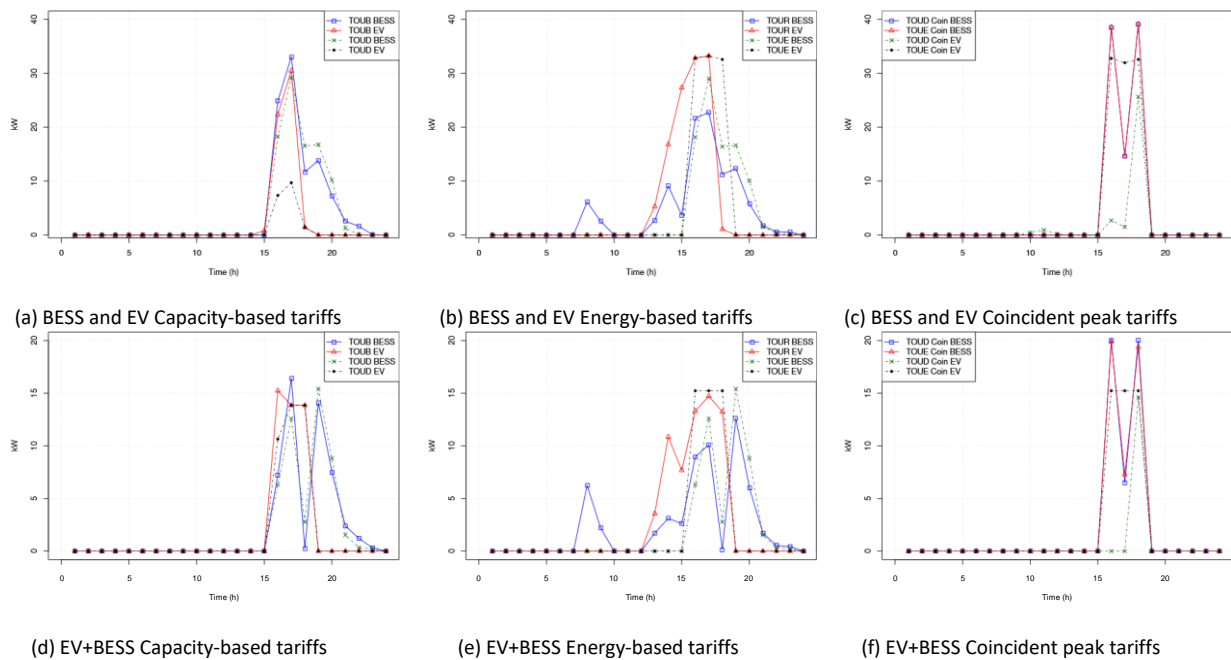 TOUB BESS
TOUB EV
TOUD BESS
TOUD EV
40
30
20
10
0
kW
0 5 10 15 20
Time (h)
(a) BESS and EV Capacity-based tariffs
TOUR BESS
TOUR EV
TOUE BESS
TOUE EV
40
30
20
10
0
kW
0 5 10 15 20
Time (h)
(b) BESS and EV Energy-based tariffs
TOUD Coin BESS
TOUE Coin BESS
TOUD Coin EV
TOUE Coin EV
40
30
20
10
0
kW
0 5 10 15 20
Time (h)
(c) BESS and EV Coincident peak tariffs
TOUB BESS
TOUB EV
TOUD BESS
TOUD EV
20
15
10
5
0
kW
0 5 10 15 20
Time (h)
(d) EV+BESS Capacity-based tariffs
TOUR BESS
TOUR EV
TOUE BESS
TOUE EV
20
15
10
5
0
kW
0 5 10 15 20
Time (h)
(e) EV+BESS Energy-based tariffs
TOUD Coin BESS
TOUE Coin BESS
TOUD Coin EV
TOUE Coin EV
20
15
10
5
0
kW
0 5 10 15 20
Time (h)
(f) EV+BESS Coincident peak tariffs